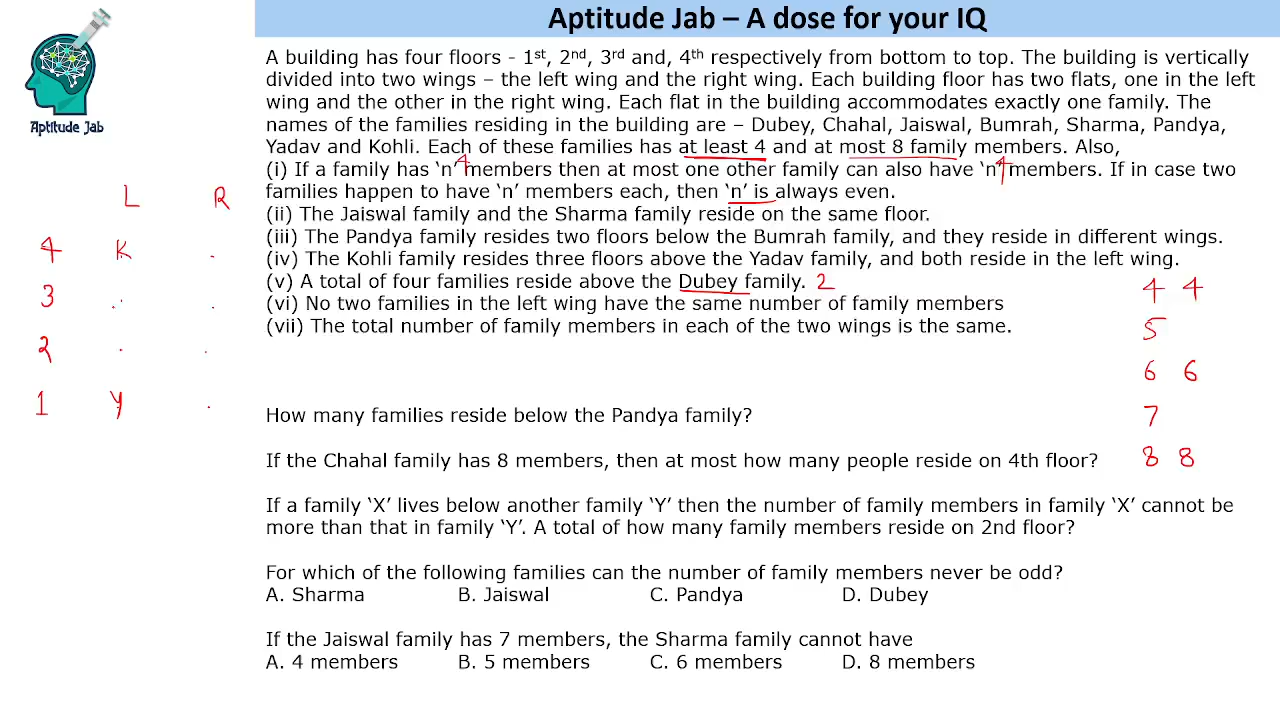 Aptitude Jab – A dose for your IQ
Aptitude Jab
A building has four floors - 1st, 2nd, 3rd and, 4th respectively from bottom to top. The building is vertically
divided into two wings – the left wing and the right wing. Each building floor has two flats, one in the left
wing and the other in the right wing. Each flat in the building accommodates exactly one family. The
names of the families residing in the building are – Dubey, Chahal, Jaiswal, Bumrah, Sharma, Pandya,
Yadav and Kohli. Each of these families has at least 4 and at most 8 family members. Also,
4 4
(i) If a family has ‘n’ members then at most one other family can also have ‘n’ members. If in case two
families happen to have ‘n’ members each, then ‘n’ is always even.
(ii) The Jaiswal family and the Sharma family reside on the same floor.
(iii) The Pandya family resides two floors below the Bumrah family, and they reside in different wings.
(iv) The Kohli family resides three floors above the Yadav family, and both reside in the left wing.
(v) A total of four families reside above the Dubey family. 2
(vi) No two families in the left wing have the same number of family members
(vii) The total number of family members in each of the two wings is the same.
L R
4 K .
3 . .
2 . .
1 Y .
4 4
5
6 6
7
8 8
How many families reside below the Pandya family?
If the Chahal family has 8 members, then at most how many people reside on 4th floor?
If a family ‘X’ lives below another family ‘Y’ then the number of family members in family ‘X’ cannot be
more than that in family ‘Y’. A total of how many family members reside on 2nd floor?
For which of the following families can the number of family members never be odd?
A. Sharma B. Jaiswal C. Pandya D. Dubey
If the Jaiswal family has 7 members, the Sharma family cannot have
A. 4 members B. 5 members C. 6 members D. 8 members